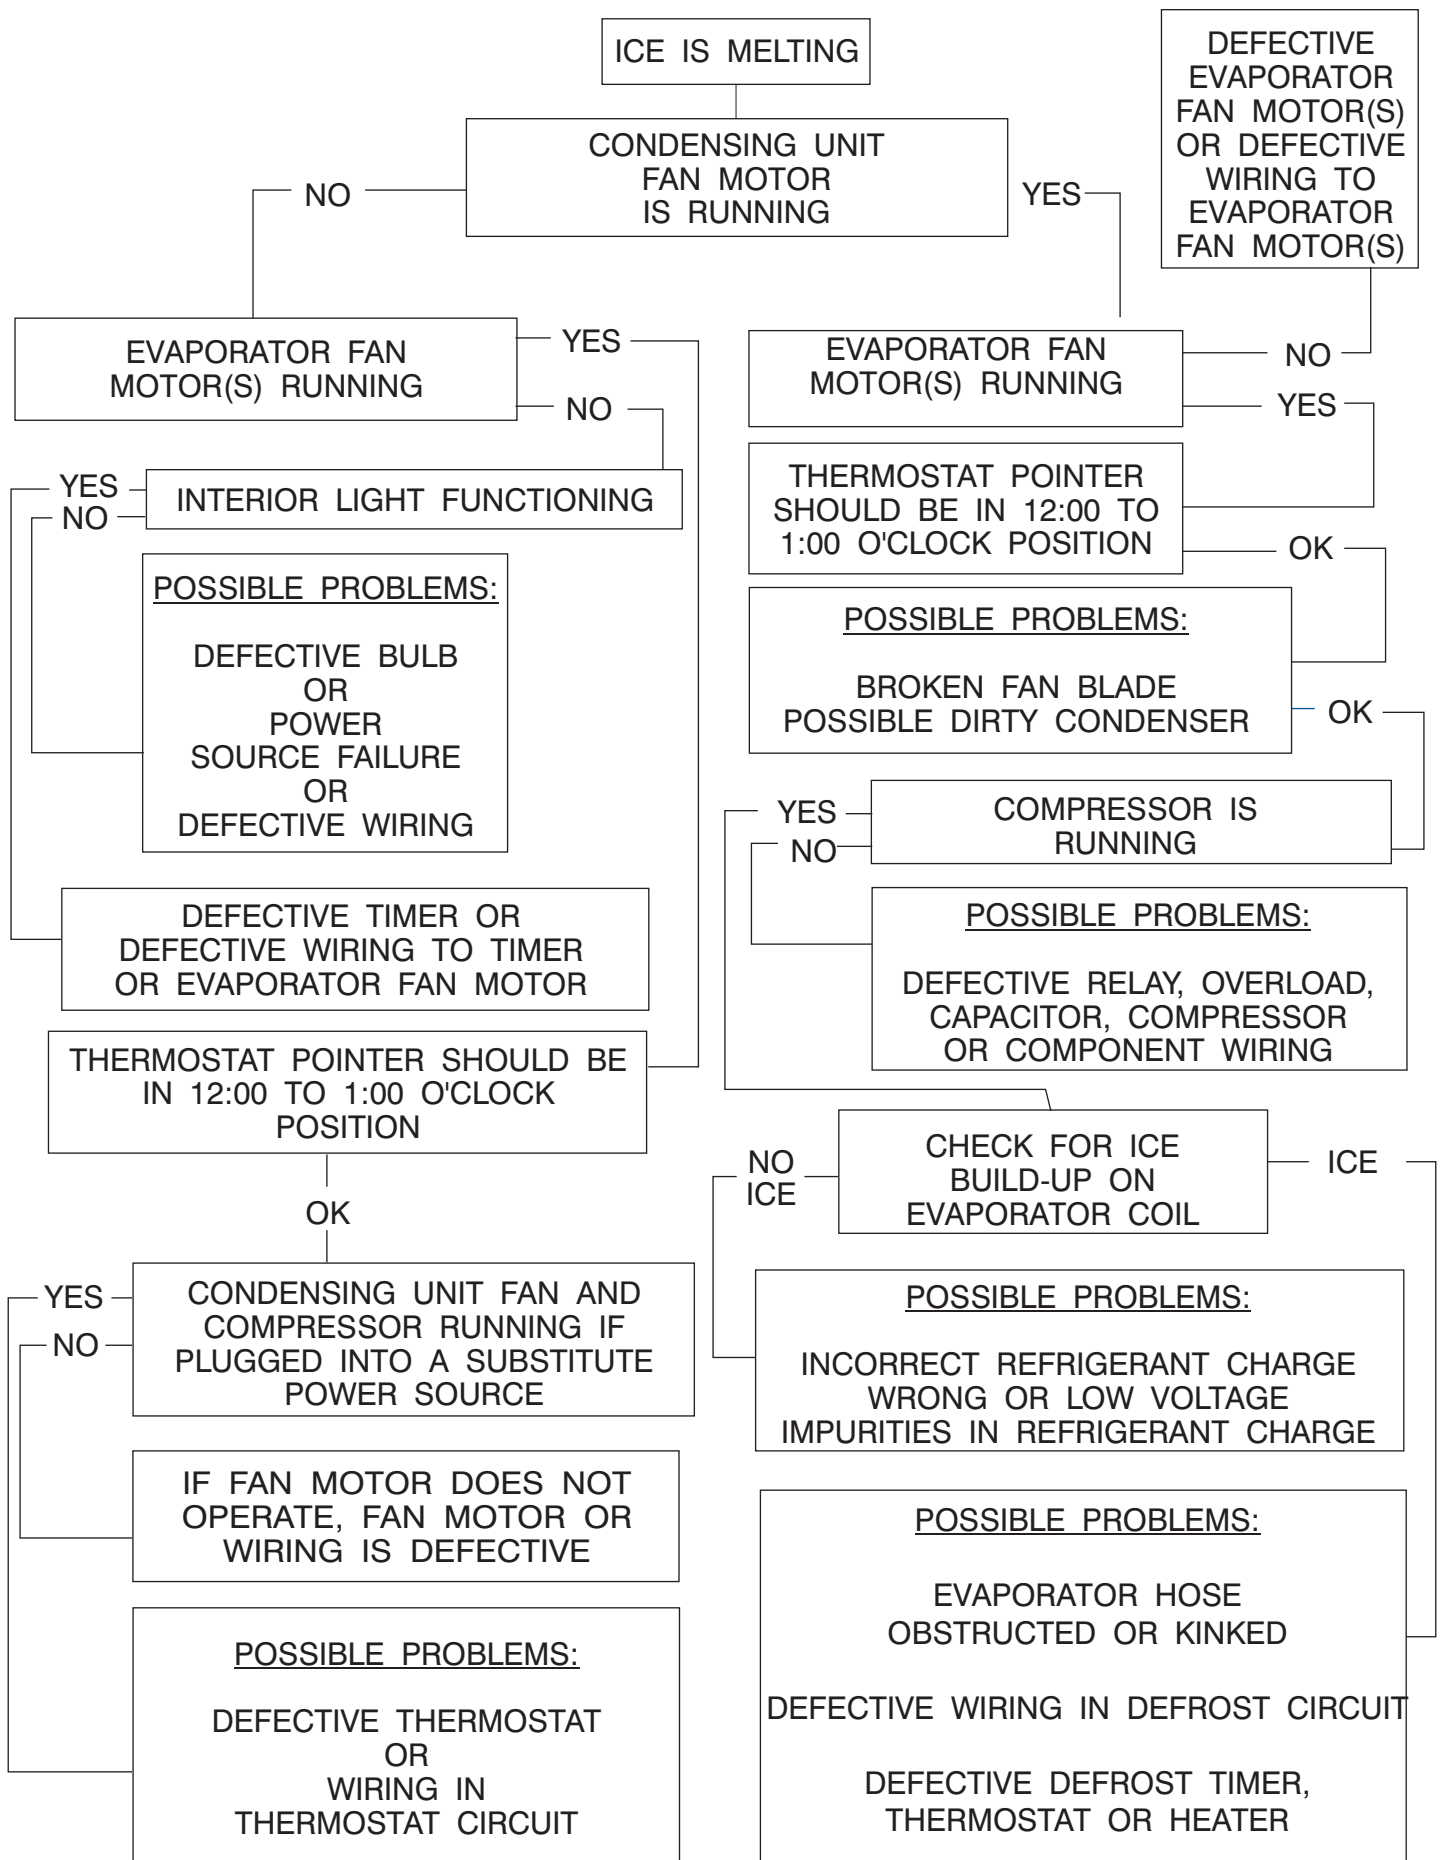 ICE IS MELTING
DEFECTIVE
EVAPORATOR
FAN MOTOR(S)
OR DEFECTIVE
WIRING TO
EVAPORATOR
FAN MOTOR(S)
CONDENSING UNIT
FAN MOTOR
IS RUNNING
NO
YES
EVAPORATOR FAN
MOTOR(S) RUNNING
YES
NO
EVAPORATOR FAN
MOTOR(S) RUNNING
NO
YES
YES
NO
INTERIOR LIGHT FUNCTIONING
THERMOSTAT POINTER
SHOULD BE IN 12:00 TO
1:00 O'CLOCK POSITION
OK
POSSIBLE PROBLEMS:
DEFECTIVE BULB
OR
POWER
SOURCE FAILURE
OR
DEFECTIVE WIRING
POSSIBLE PROBLEMS:
BROKEN FAN BLADE
POSSIBLE DIRTY CONDENSER
OK
YES
NO
COMPRESSOR IS
RUNNING
DEFECTIVE TIMER OR
DEFECTIVE WIRING TO TIMER
OR EVAPORATOR FAN MOTOR
POSSIBLE PROBLEMS:
DEFECTIVE RELAY, OVERLOAD,
CAPACITOR, COMPRESSOR
OR COMPONENT WIRING
THERMOSTAT POINTER SHOULD BE
IN 12:00 TO 1:00 O'CLOCK
POSITION
OK
NO
ICE
CHECK FOR ICE
BUILD-UP ON
EVAPORATOR COIL
ICE
YES
NO
CONDENSING UNIT FAN AND
COMPRESSOR RUNNING IF
PLUGGED INTO A SUBSTITUTE
POWER SOURCE
POSSIBLE PROBLEMS:
INCORRECT REFRIGERANT CHARGE
WRONG OR LOW VOLTAGE
IMPURITIES IN REFRIGERANT CHARGE
IF FAN MOTOR DOES NOT
OPERATE, FAN MOTOR OR
WIRING IS DEFECTIVE
POSSIBLE PROBLEMS:
EVAPORATOR HOSE
OBSTRUCTED OR KINKED
DEFECTIVE WIRING IN DEFROST CIRCUIT
DEFECTIVE DEFROST TIMER,
THERMOSTAT OR HEATER
POSSIBLE PROBLEMS:
DEFECTIVE THERMOSTAT
OR
WIRING IN
THERMOSTAT CIRCUIT